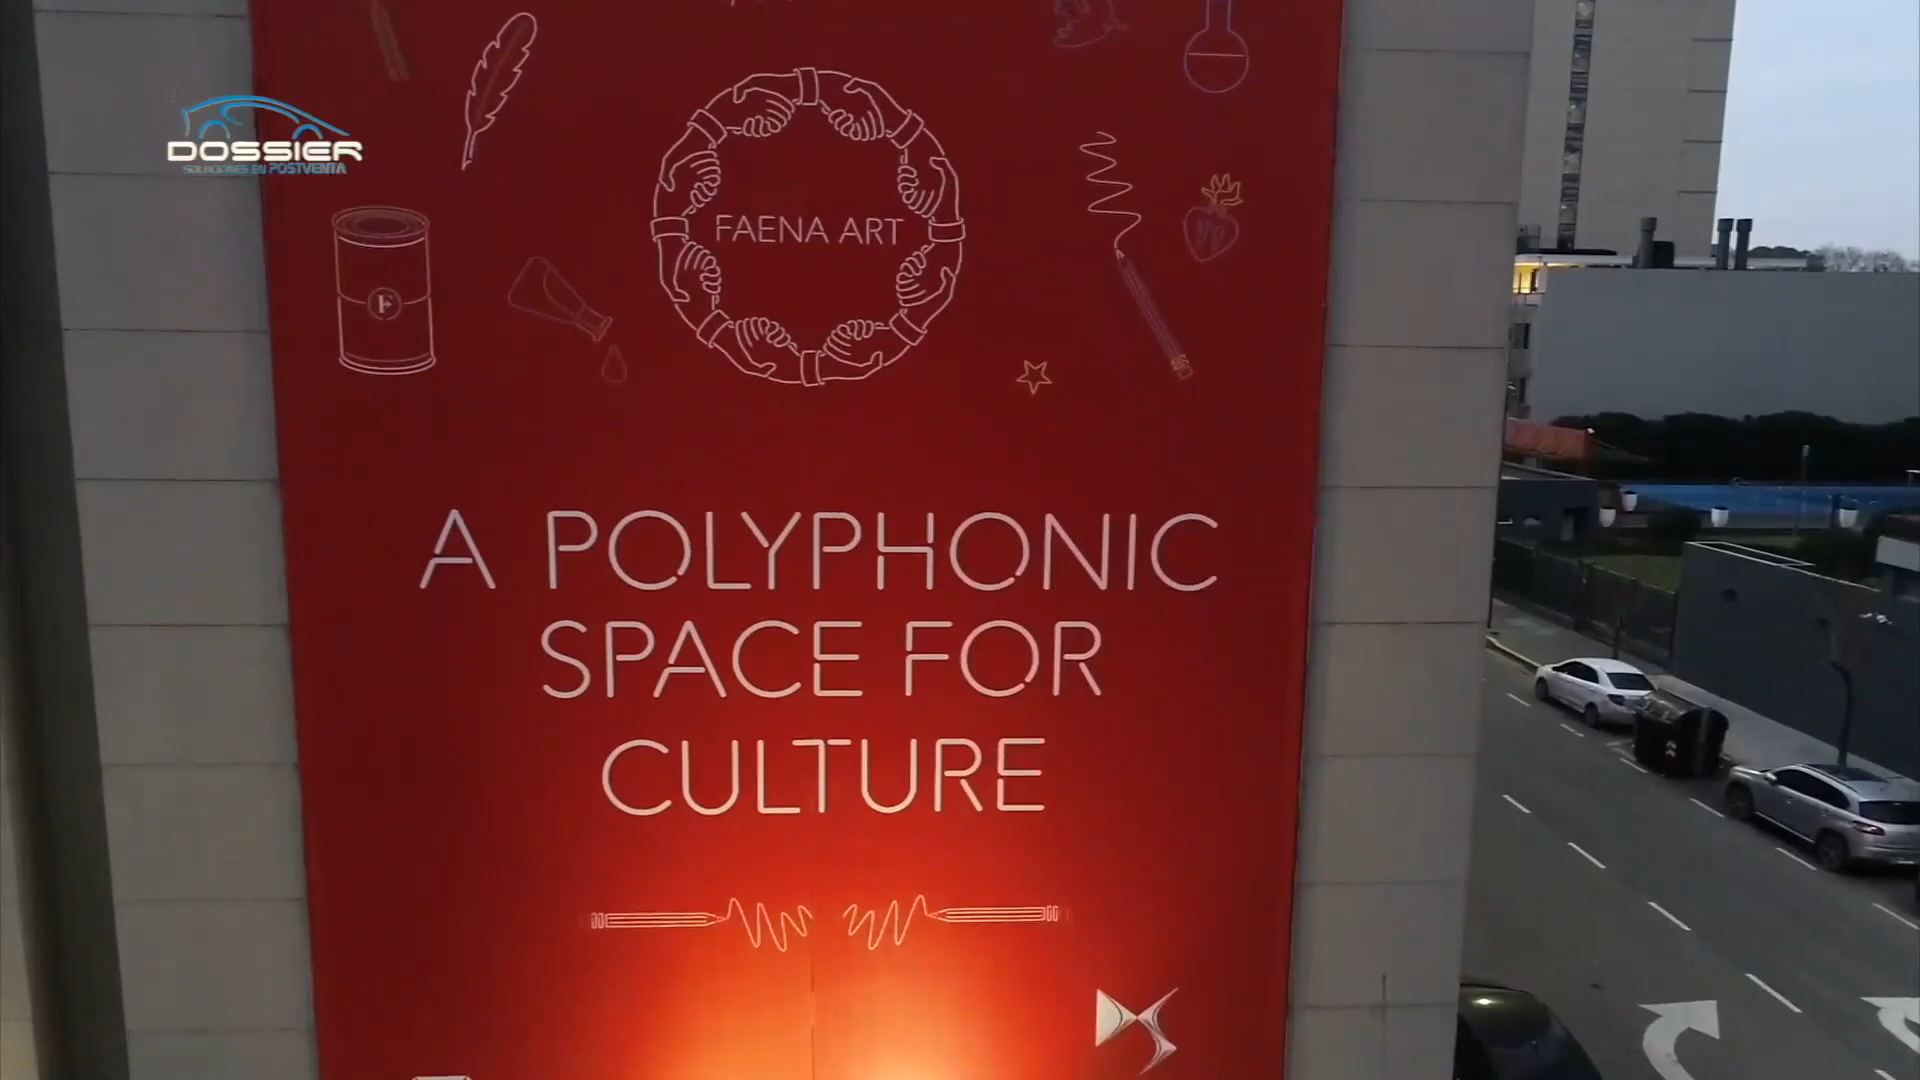 DOSSIER
SOLUCIONES EN POSTVENTA
FAENA ART
F
A POLYPHONIC
SPACE FOR
CULTURE